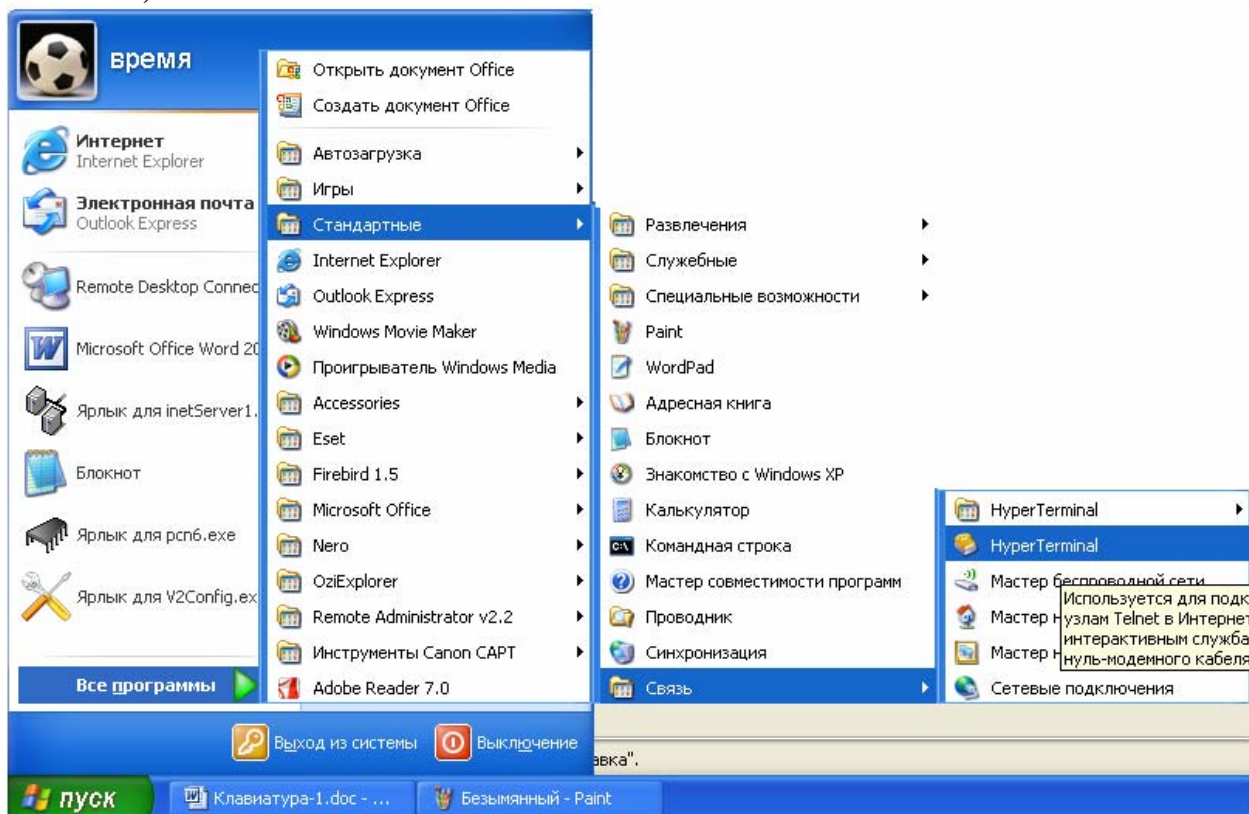 время
Интернет
Internet Explorer
Электронная почта
Outlook Express
Remote Desktop Connec
Microsoft Office Word 20
Ярлык для inetServer1.
Блокнот
Ярлык для pcn6.exe
Ярлык для V2Config.ex
Все программы
Открыть документ Office
Создать документ Office
Автозагрузка
Игры
Стандартные
Internet Explorer
Outlook Express
Windows Movie Maker
Проигрыватель Windows Media
Accessories
Eset
Firebird 1.5
Microsoft Office
Nero
OziExplorer
Remote Administrator v2.2
Инструменты Canon CAPT
Adobe Reader 7.0
Развлечения
Служебные
Специальные возможности
Paint
WordPad
Адресная книга
Блокнот
Знакомство с Windows XP
Калькулятор
Командная строка
Мастер совместимости программ
Проводник
Синхронизация
Связь
HyperTerminal
HyperTerminal
Мастер беспроводной сети
Мастер н
Мастер н
Сетевые подключения
Используется для подк
узлам Telnet в Интернет
интерактивным служба
нуль-модемного кабеля
Выход из системы
Выключение
авка".
пуск
Клавиатура-1.doc - ...
Безымянный - Paint